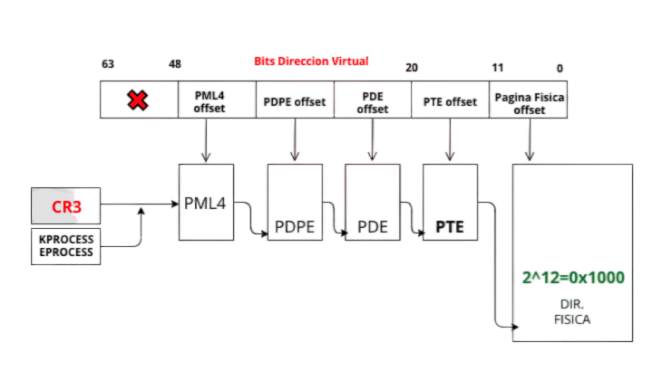 Bits Direccion Virtual
63
48
20
11
0
PML4
offset
PDPE offset
PDE
offset
PTE offset
Pagina Fisica
offset
CR3
KPROCESS
EPROCESS
PML4
PDPE
PDE
PTE
2^12=0x1000
DIR.
FISICA